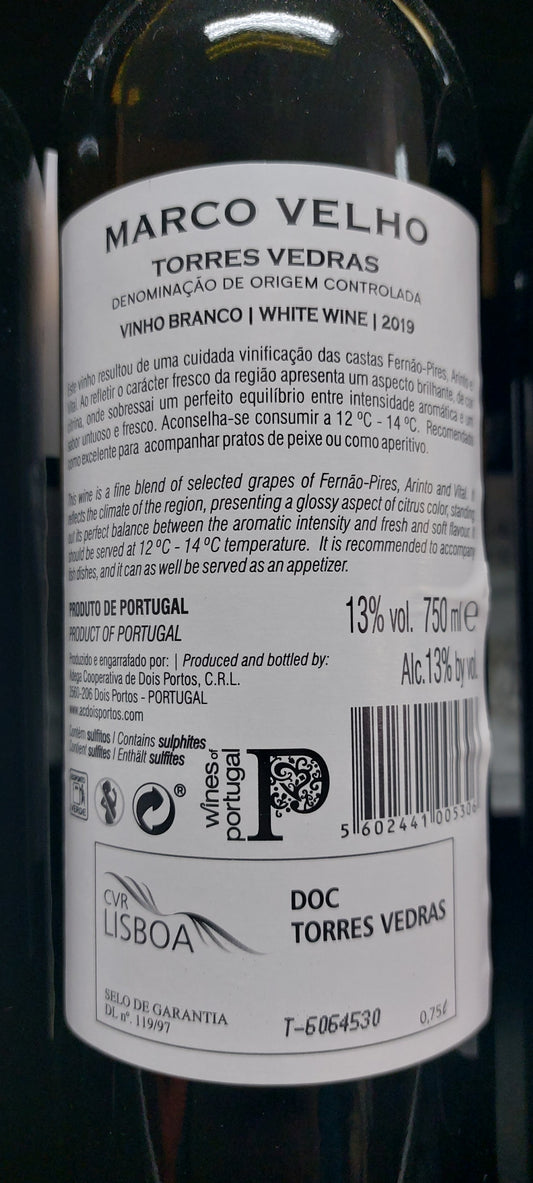 MARCO VELHO
TORRES VEDRAS
DENOMINAÇÃO DE ORIGEM CONTROLADA
VINHO BRANCO | WHITE WINE | 2019
Este vinho resultou de uma cuidada vinificação das castas Fernão-Pires, Arinto e
Vital. Ao refletir o carácter fresco da região apresenta um aspecto brilhante, de cor
citrina, onde sobressai um perfeito equilíbrio entre intensidade aromática e um
sabor untuoso e fresco. Aconselha-se consumir a 12 ºC - 14 ºC. Recomendado
como excelente para acompanhar pratos de peixe ou como aperitivo.
This wine is a fine blend of selected grapes of Fernão-Pires, Arinto and Vital. It
reflects the climate of the region, presenting a glossy aspect of citrus color, standing
out its perfect balance between the aromatic intensity and fresh and soft flavour. It
should be served at 12 ºC - 14 ºC temperature. It is recommended to accompany
fish dishes, and it can as well be served as an appetizer.
PRODUTO DE PORTUGAL
PRODUCT OF PORTUGAL
13% vol. 750 ml e
Alc.13% by vol.
Produzido e engarrafado por: | Produced and bottled by:
Adega Cooperativa de Dois Portos, C.R.L.
2560-206 Dois Portos - PORTUGAL
www.acdoisportos.com
Contém sulfitos / Contains sulphites
Contient sulfites / Enthält sulfites
®
wines of
portugal
P
5 602441 005306
CVR
LISBOA
DOC
TORRES VEDRAS
SELO DE GARANTIA
DL nº. 119/97
T-6064530
0,75ℓ